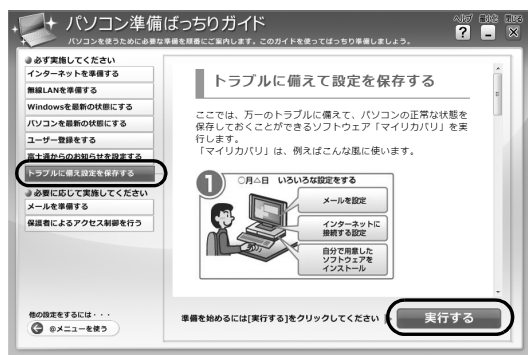 パソコン準備ばっちりガイド
パソコンを使うために必要な準備を順番にご案内します。このガイドを使ってばっちり準備しましょう。
ヘルプ 最小化 閉じる
?
必ず実施してください
インターネットを準備する
無線LANを準備する
Windowsを最新の状態にする
パソコンを最新の状態にする
ユーザー登録をする
富士通からのお知らせを設定する
トラブルに備え設定を保存する
必要に応じて実施してください
メールを準備する
保護者によるアクセス制御を行う
他の設定をするには・・・
@メニューを使う
トラブルに備えて設定を保存する
ここでは、万一のトラブルに備えて、パソコンの正常な状態を
保存しておくことができるソフトウェア「マイリカバリ」を実
行します。
「マイリカバリ」は、例えばこんな風に使います。
1 ○月△日 いろいろな設定をする
メールを設定
インターネットに
接続する設定
自分で用意した
ソフトウェアを
インストール
準備を始めるには[実行する]をクリックしてください
実行する